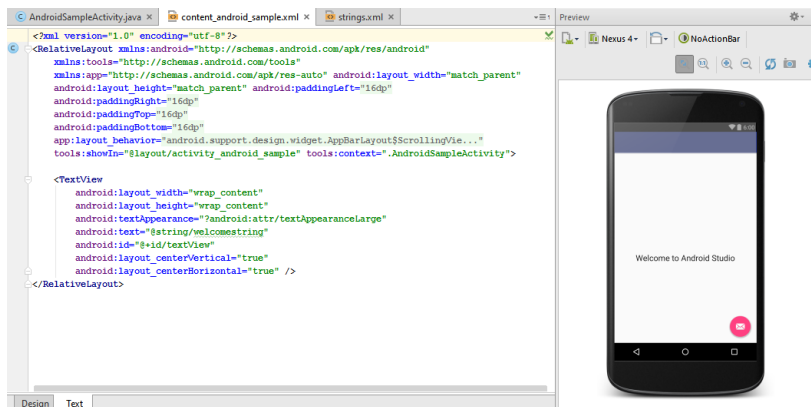 AndroidSampleActivity.java × content_android_sample.xml × strings.xml ×
<?xml version="1.0" encoding="utf-8"?>
<RelativeLayout xmlns:android="http://schemas.android.com/apk/res/android"
xmlns:tools="http://schemas.android.com/tools"
xmlns:app="http://schemas.android.com/apk/res-auto" android:layout_width="match_parent"
android:layout_height="match_parent" android:paddingLeft="16dp"
android:paddingRight="16dp"
android:paddingTop="16dp"
android:paddingBottom="16dp"
app:layout_behavior="android.support.design.widget.AppBarLayout$ScrollingVie..."
tools:showIn="@layout/activity_android_sample" tools:context=".AndroidSampleActivity">
<TextView
android:layout_width="wrap_content"
android:layout_height="wrap_content"
android:textAppearance="?android:attr/textAppearanceLarge"
android:text="@string/welcomestring"
android:id="@+id/textView"
android:layout_centerVertical="true"
android:layout_centerHorizontal="true" />
</RelativeLayout>
Design Text
Preview
Nexus 4 NoActionBar
6:00
Welcome to Android Studio